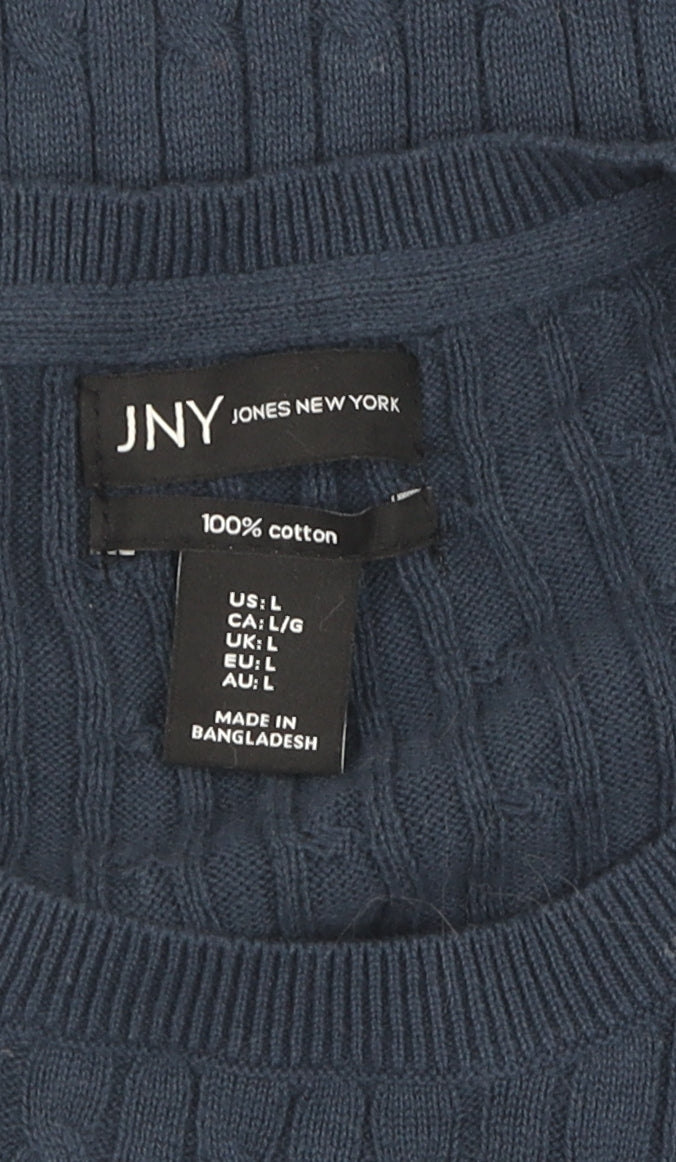 JNY JONES NEW YORK
100% cotton
US: L
CA: L/G
UK: L
EU: L
AU: L
MADE IN
BANGLADESH